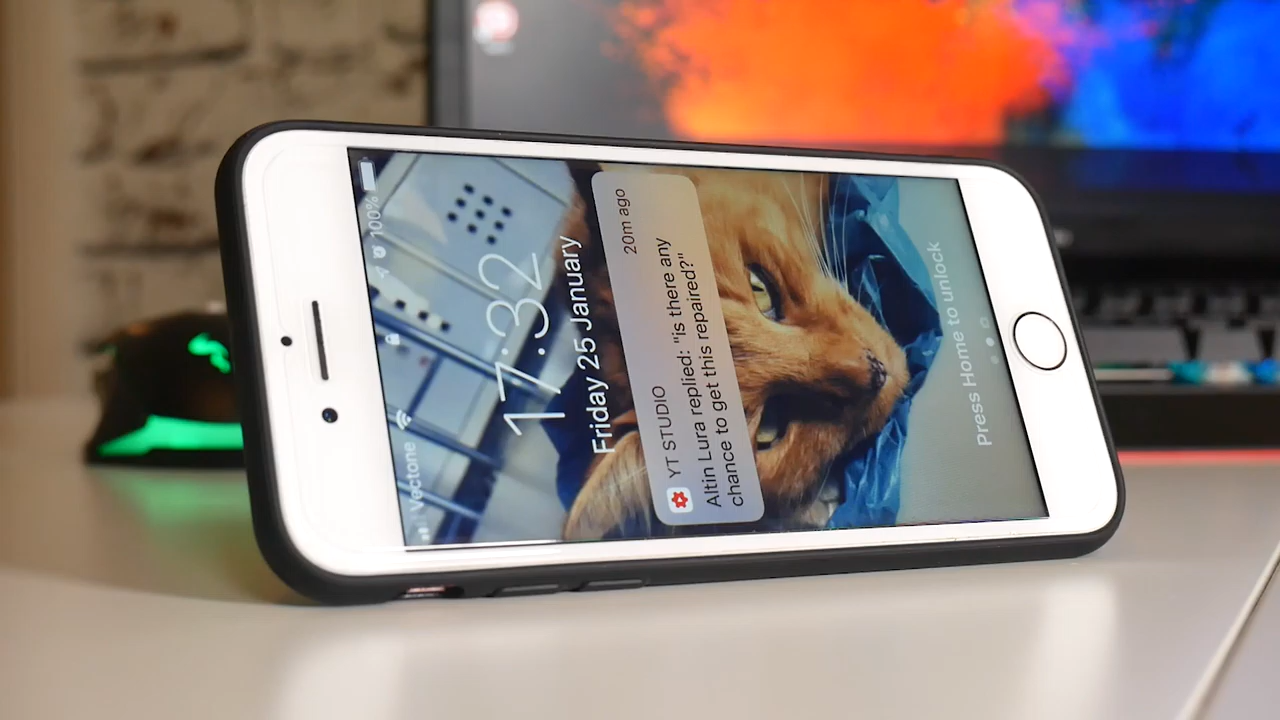 Vectone 100%
17:32
Friday 25 January
YT STUDIO 20m ago
Altin Lura replied: "is there any
chance to get this repaired?"
Press Home to unlock